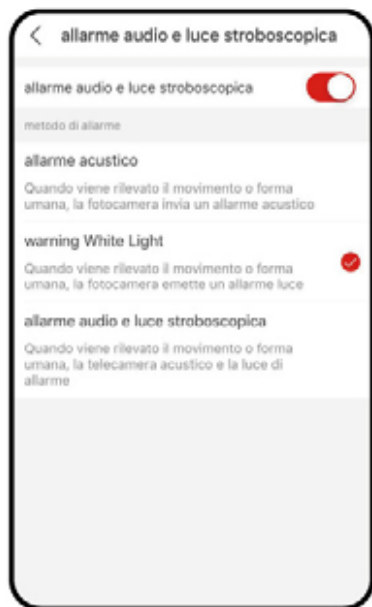 allarme audio e luce stroboscopica
allarme audio e luce stroboscopica
metodo di allarme
allarme acustico
Quando viene rilevato il movimento o forma
umana, la fotocamera invia un allarme acustico
warning White Light
Quando viene rilevato il movimento o forma
umana, la fotocamera emette un allarme luce
allarme audio e luce stroboscopica
Quando viene rilevato il movimento o forma
umana, la telecamera acustico e la luce di
allarme